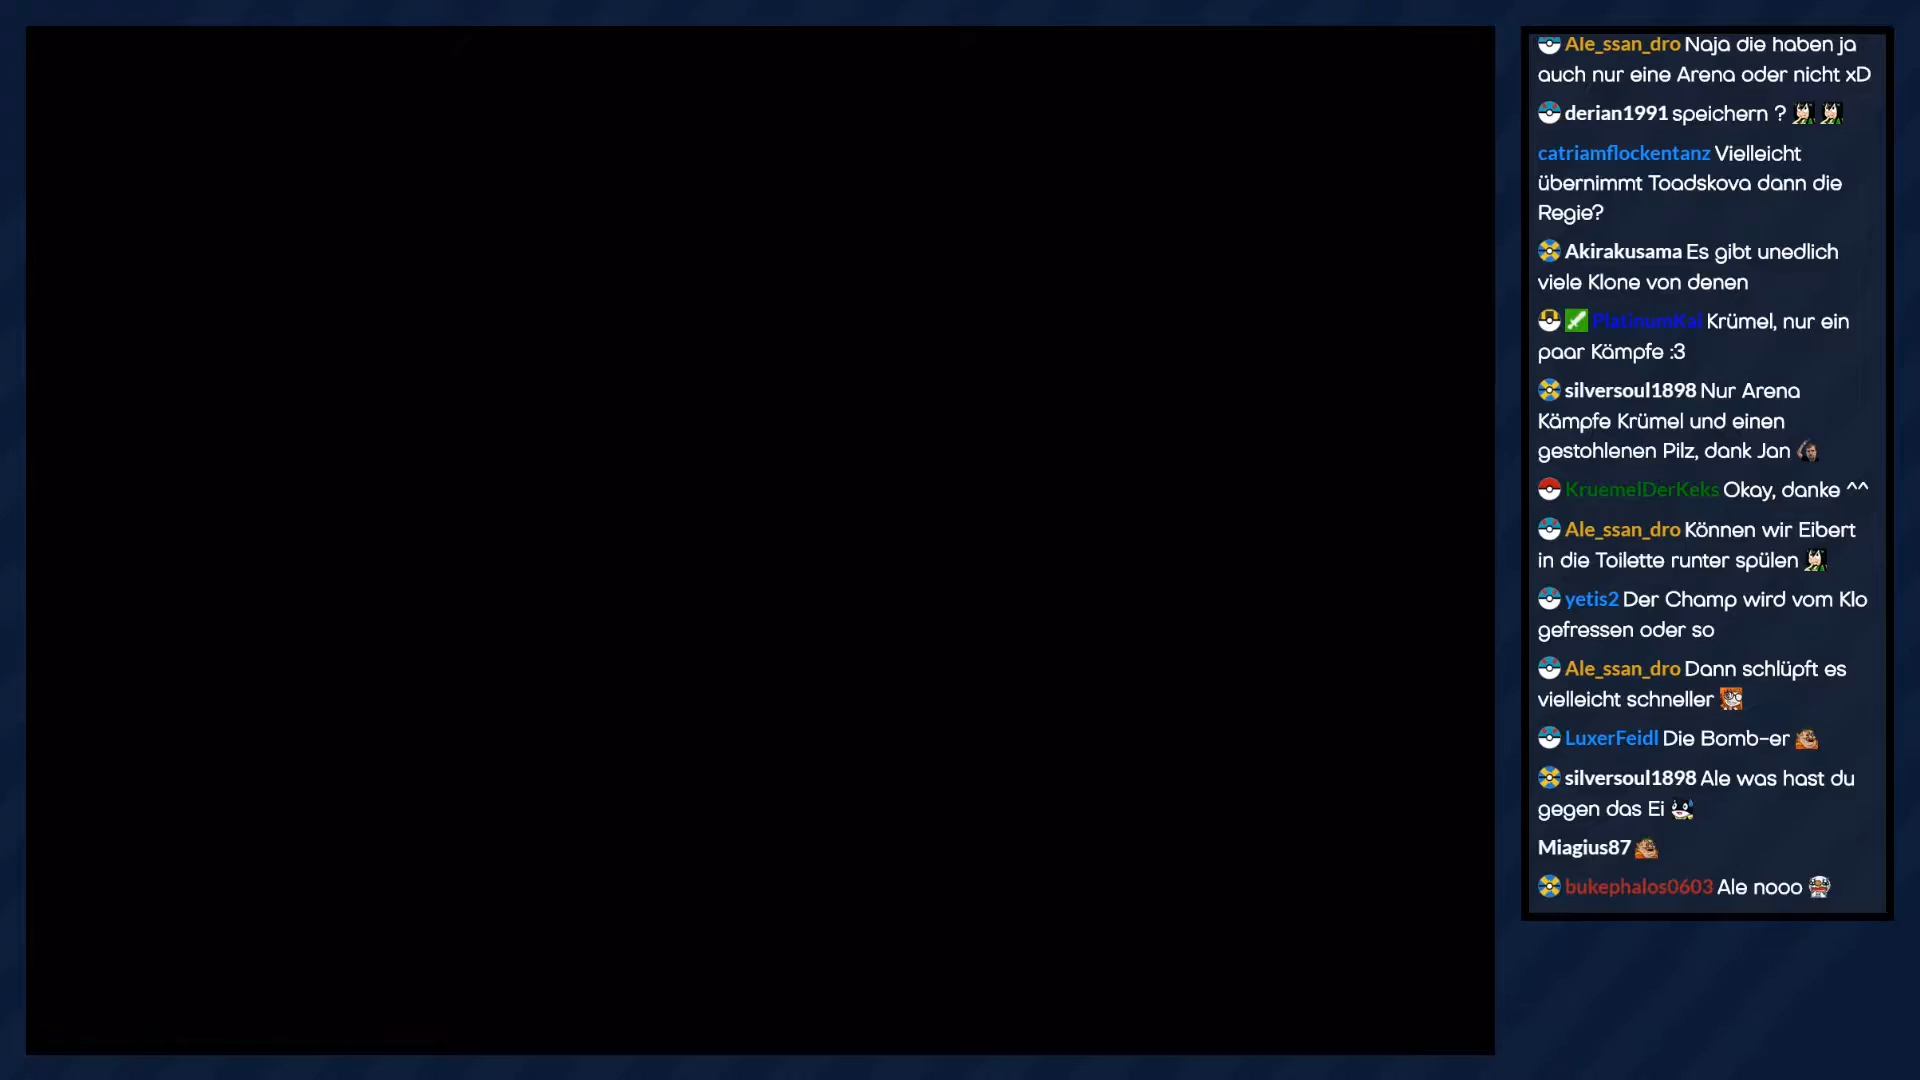 Ale_ssan_dro Naja die haben ja
auch nur eine Arena oder nicht xD
derian1991 speichern ?
catriamflockentanz Vielleicht
übernimmt Toadskova dann die
Regie?
Akirakusama Es gibt unedlich
viele Klone von denen
PlatinumKai Krümel, nur ein
paar Kämpfe :3
silversoul1898 Nur Arena
Kämpfe Krümel und einen
gestohlenen Pilz, dank Jan
KruemelDerKeks Okay, danke ^^
Ale_ssan_dro Können wir Eibert
in die Toilette runter spülen
yetis2 Der Champ wird vom Klo
gefressen oder so
Ale_ssan_dro Dann schlüpft es
vielleicht schneller
LuxerFeidl Die Bomb-er
silversoul1898 Ale was hast du
gegen das Ei
Miagius87
bukephalos0603 Ale nooo